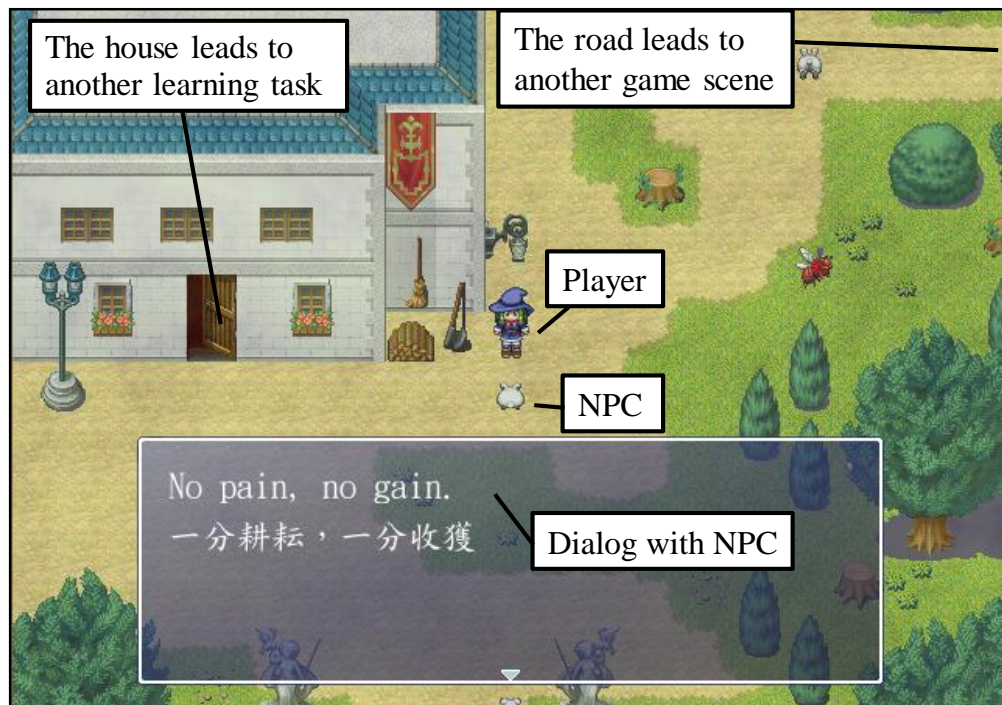 The house leads to
another learning task
The road leads to
another game scene
Player
NPC
No pain, no gain.
一分耕耘，一分收獲
Dialog with NPC